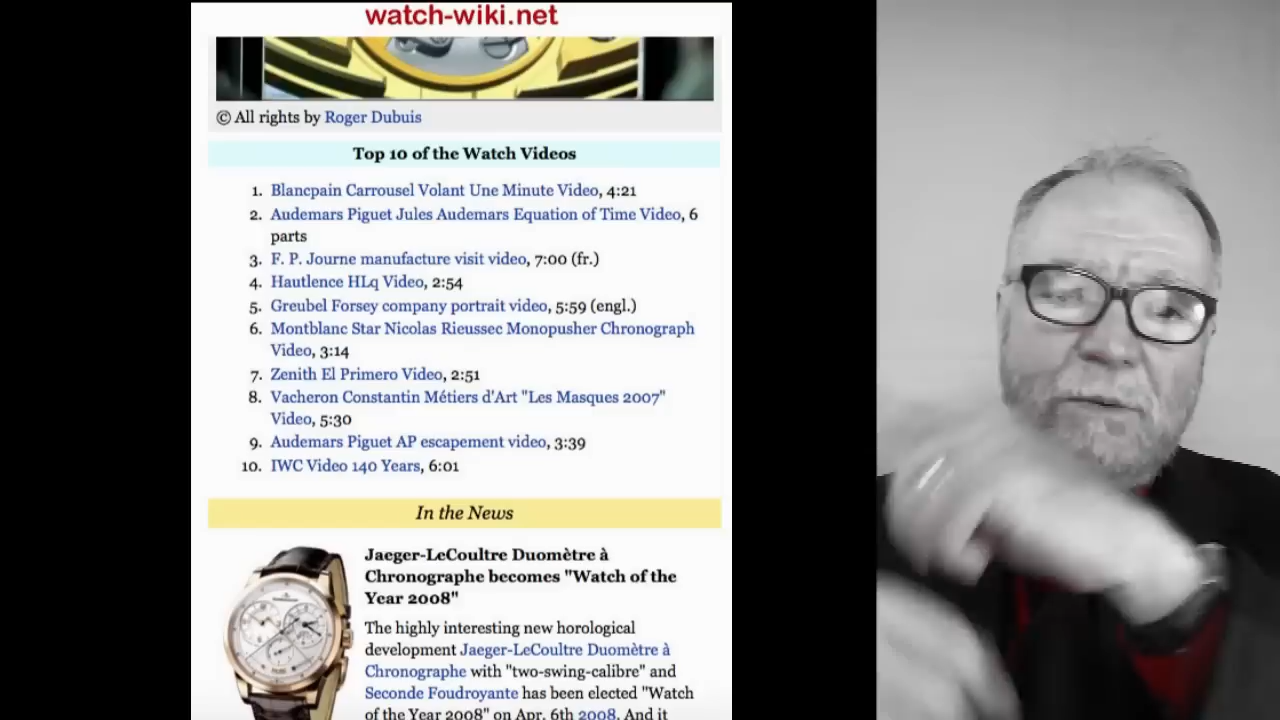 watch-wiki.net
© All rights by Roger Dubuis
Top 10 of the Watch Videos
1. Blancpain Carrousel Volant Une Minute Video, 4:21
2. Audemars Piguet Jules Audemars Equation of Time Video, 6
parts
3. F. P. Journe manufacture visit video, 7:00 (fr.)
4. Hautlence HLq Video, 2:54
5. Greubel Forsey company portrait video, 5:59 (engl.)
6. Montblanc Star Nicolas Rieussec Monopusher Chronograph
Video, 3:14
7. Zenith El Primero Video, 2:51
8. Vacheron Constantin Métiers d'Art "Les Masques 2007"
Video, 5:30
9. Audemars Piguet AP escapement video, 3:39
10. IWC Video 140 Years, 6:01
In the News
Jaeger-LeCoultre Duomètre à
Chronographe becomes "Watch of the
Year 2008"
The highly interesting new horological
development Jaeger-LeCoultre Duomètre à
Chronographe with "two-swing-calibre" and
Seconde Foudroyante has been elected "Watch
of the Year 2008" on Apr. 6th 2008. And it